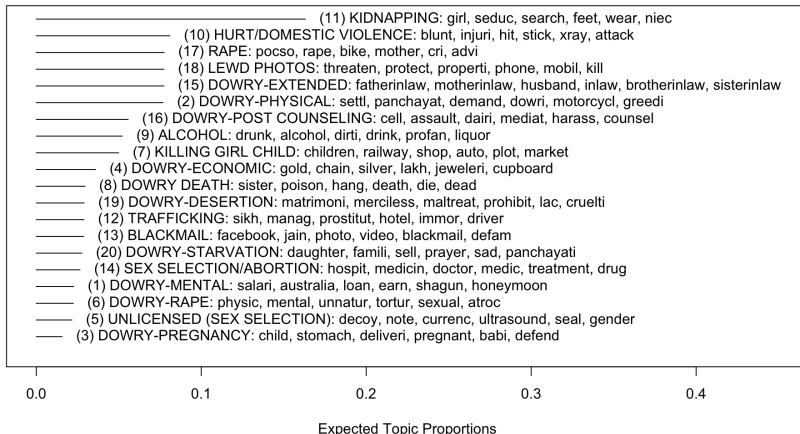 (11) KIDNAPPING: girl, seduc, search, feet, wear, niec
(10) HURT/DOMESTIC VIOLENCE: blunt, injuri, hit, stick, xray, attack
(17) RAPE: pocso, rape, bike, mother, cri, advi
(18) LEWD PHOTOS: threaten, protect, properti, phone, mobil, kill
(15) DOWRY-EXTENDED: fatherinlaw, motherinlaw, husband, inlaw, brotherinlaw, sisterinlaw
(2) DOWRY-PHYSICAL: settl, panchayat, demand, dowri, motorcycl, greedi
(16) DOWRY-POST COUNSELING: cell, assault, dairi, mediat, harass, counsel
(9) ALCOHOL: drunk, alcohol, dirti, drink, profan, liquor
(7) KILLING GIRL CHILD: children, railway, shop, auto, plot, market
(4) DOWRY-ECONOMIC: gold, chain, silver, lakh, jeweleri, cupboard
(8) DOWRY DEATH: sister, poison, hang, death, die, dead
(19) DOWRY-DESERTION: matrimoni, merciless, maltreat, prohibit, lac, cruelti
(12) TRAFFICKING: sikh, manag, prostitut, hotel, immor, driver
(13) BLACKMAIL: facebook, jain, photo, video, blackmail, defam
(20) DOWRY-STARVATION: daughter, famili, sell, prayer, sad, panchayati
(14) SEX SELECTION/ABORTION: hospit, medicin, doctor, medic, treatment, drug
(1) DOWRY-MENTAL: salari, australia, loan, earn, shagun, honeymoon
(6) DOWRY-RAPE: physic, mental, unnatur, tortur, sexual, atroc
(5) UNLICENSED (SEX SELECTION): decoy, note, currenc, ultrasound, seal, gender
(3) DOWRY-PREGNANCY: child, stomach, deliveri, pregnant, babi, defend
0.0 0.1 0.2 0.3 0.4
Expected Topic Proportions